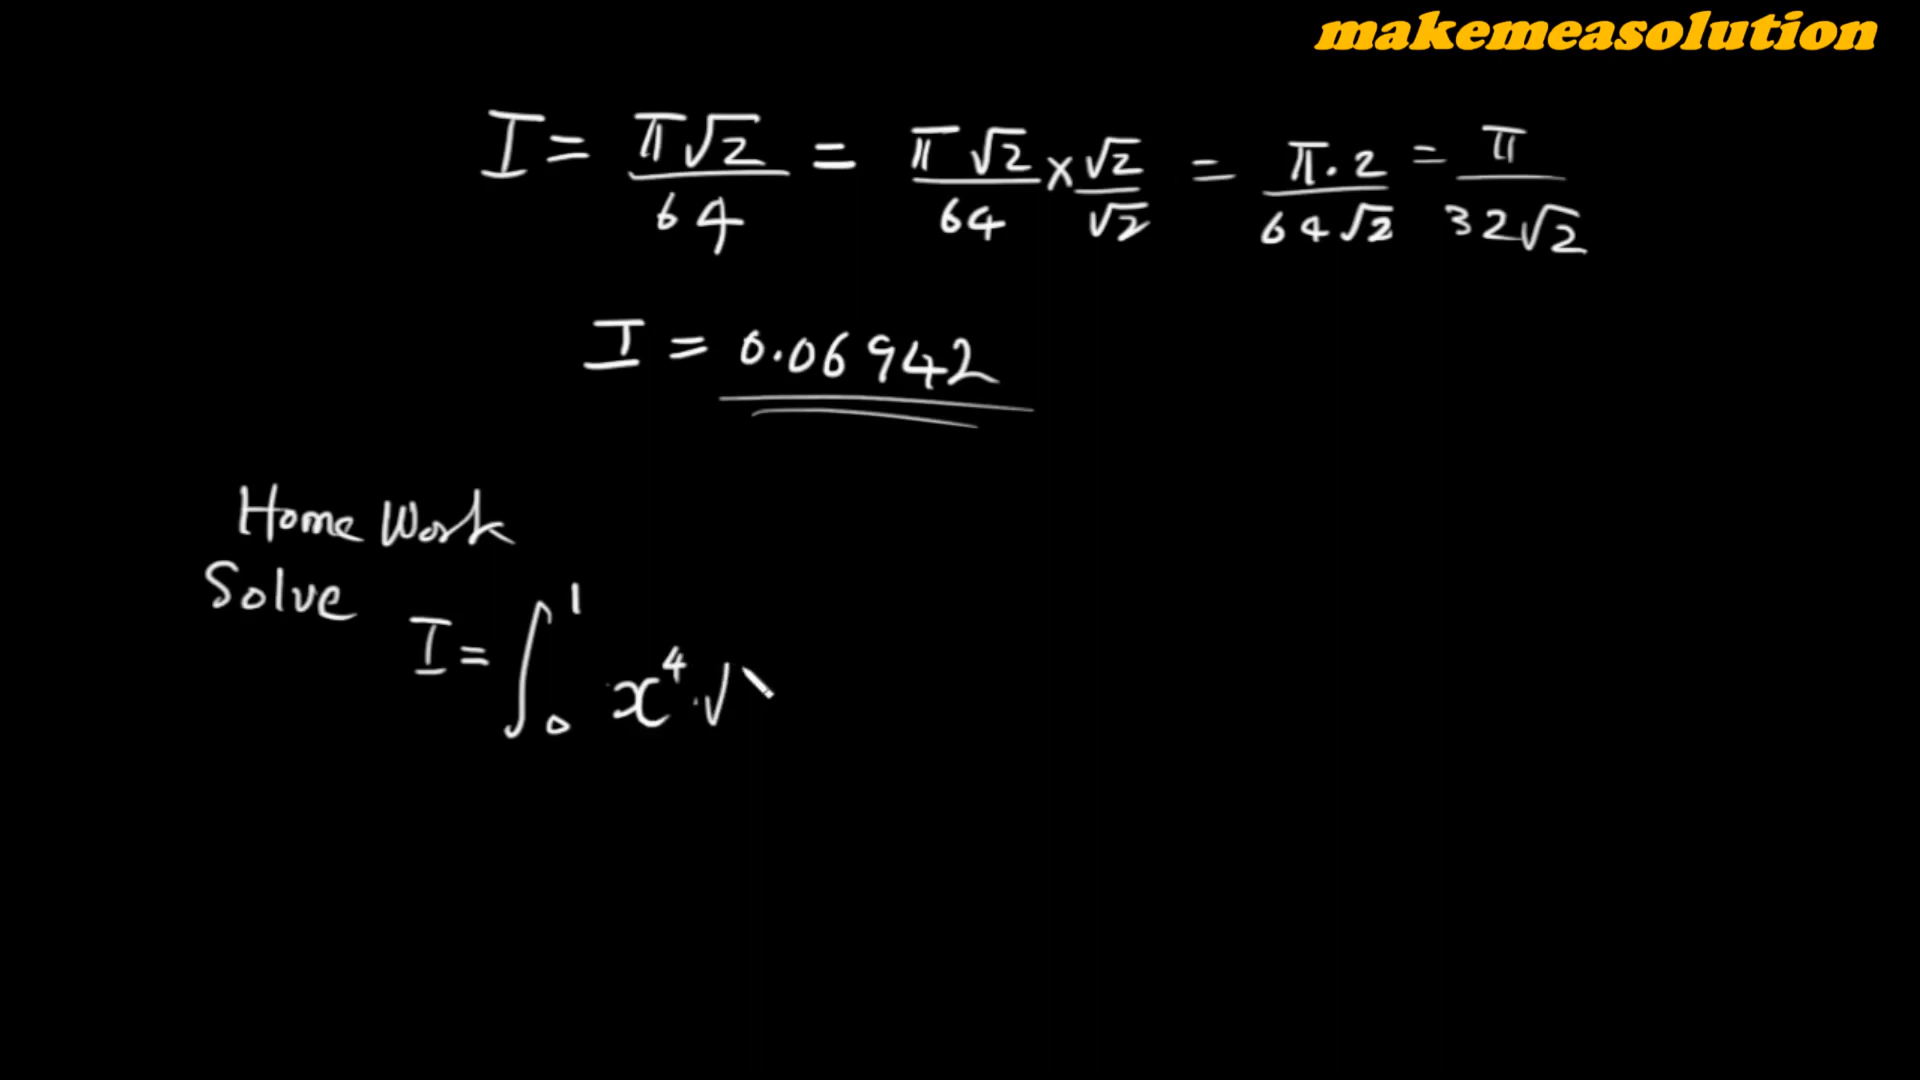 makemeasolution
I = π√2/64 = π√2/64 × √2/√2 = π·2/64√2 = π/32√2
I = 0.06942
Home Work
Solve
I = ∫₀¹ x⁴·√